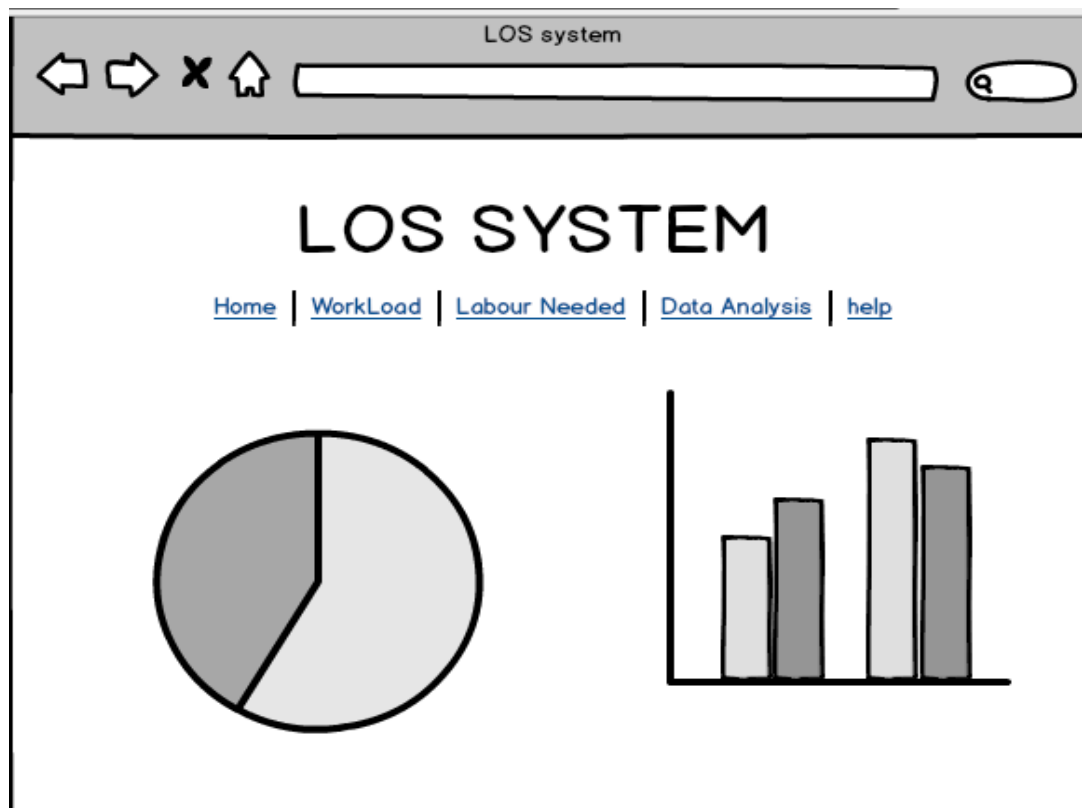 LOS system
LOS SYSTEM
Home | WorkLoad | Labour Needed | Data Analysis | help